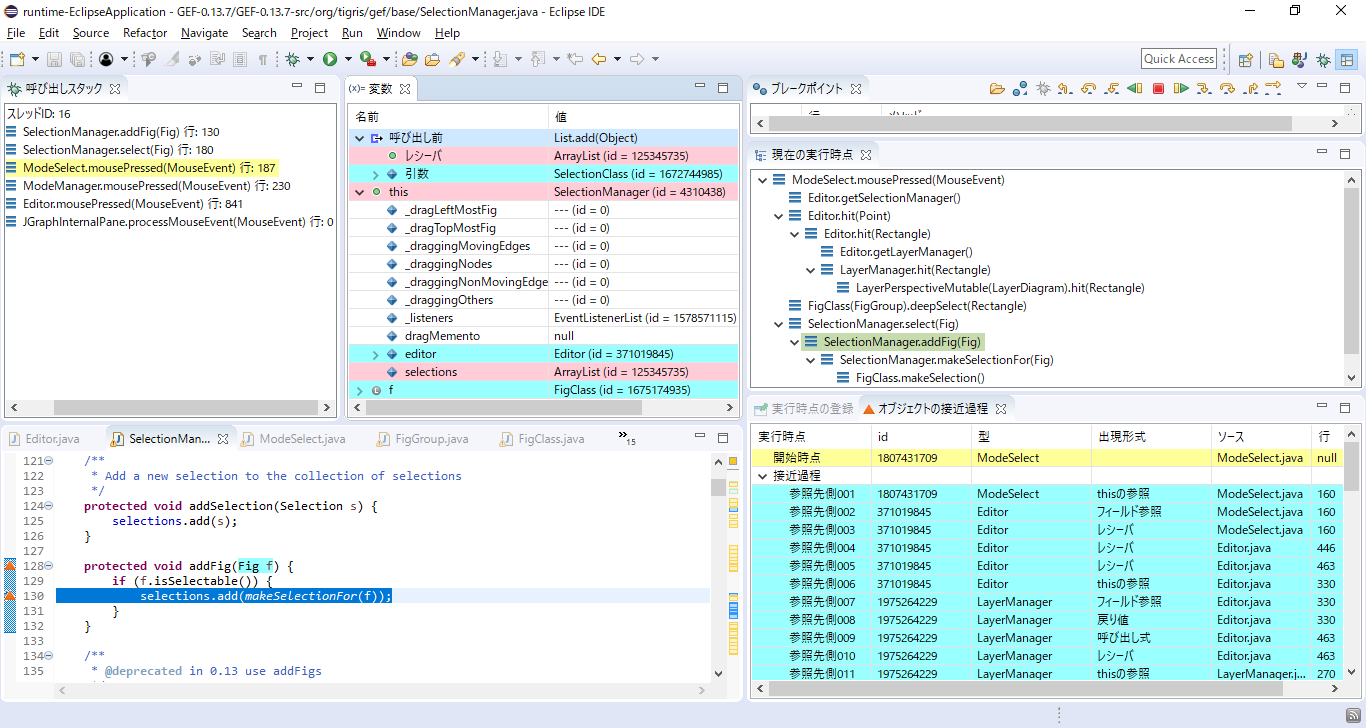 runtime-EclipseApplication - GEF-0.13.7/GEF-0.13.7-src/org/tigris/gef/base/SelectionManager.java - Eclipse IDE
File Edit Source Refactor Navigate Search Project Run Window Help
Quick Access
呼び出しスタック
スレッドID: 16
SelectionManager.addFig(Fig) 行: 130
SelectionManager.select(Fig) 行: 180
ModeSelect.mousePressed(MouseEvent) 行: 187
ModeManager.mousePressed(MouseEvent) 行: 230
Editor.mousePressed(MouseEvent) 行: 841
JGraphInternalPane.processMouseEvent(MouseEvent) 行: 0
(x)= 変数
名前 値
呼び出し前 List.add(Object)
レシーバ ArrayList (id = 125345735)
引数 SelectionClass (id = 1672744985)
this SelectionManager (id = 4310438)
_dragLeftMostFig --- (id = 0)
_dragTopMostFig --- (id = 0)
_draggingMovingEdges --- (id = 0)
_draggingNodes --- (id = 0)
_draggingNonMovingEdge --- (id = 0)
_draggingOthers --- (id = 0)
_listeners EventListenerList (id = 1578571115)
dragMemento null
editor Editor (id = 371019845)
selections ArrayList (id = 125345735)
f FigClass (id = 1675174935)
ブレークポイント
現在の実行時点
ModeSelect.mousePressed(MouseEvent)
Editor.getSelectionManager()
Editor.hit(Point)
Editor.hit(Rectangle)
Editor.getLayerManager()
LayerManager.hit(Rectangle)
LayerPerspectiveMutable(LayerDiagram).hit(Rectangle)
FigClass(FigGroup).deepSelect(Rectangle)
SelectionManager.select(Fig)
SelectionManager.addFig(Fig)
SelectionManager.makeSelectionFor(Fig)
FigClass.makeSelection()
Editor.java SelectionMan... ModeSelect.java FigGroup.java FigClass.java »15
121 /**
122 * Add a new selection to the collection of selections
123 */
124 protected void addSelection(Selection s) {
125 selections.add(s);
126 }
127
128 protected void addFig(Fig f) {
129 if (f.isSelectable()) {
130 selections.add(makeSelectionFor(f));
131 }
132 }
133
134 /**
135 * @deprecated in 0.13 use addFigs
実行時点の登録 オブジェクトの接近過程
実行時点 id 型 出現形式 ソース 行
開始時点 1807431709 ModeSelect ModeSelect.java null
接近過程
参照先側001 1807431709 ModeSelect thisの参照 ModeSelect.java 160
参照先側002 371019845 Editor フィールド参照 ModeSelect.java 160
参照先側003 371019845 Editor レシーバ ModeSelect.java 160
参照先側004 371019845 Editor レシーバ Editor.java 446
参照先側005 371019845 Editor レシーバ Editor.java 463
参照先側006 371019845 Editor thisの参照 Editor.java 330
参照先側007 1975264229 LayerManager フィールド参照 Editor.java 330
参照先側008 1975264229 LayerManager 戻り値 Editor.java 330
参照先側009 1975264229 LayerManager 呼び出し式 Editor.java 463
参照先側010 1975264229 LayerManager レシーバ Editor.java 463
参照先側011 1975264229 LayerManager thisの参照 LayerManager.j... 270